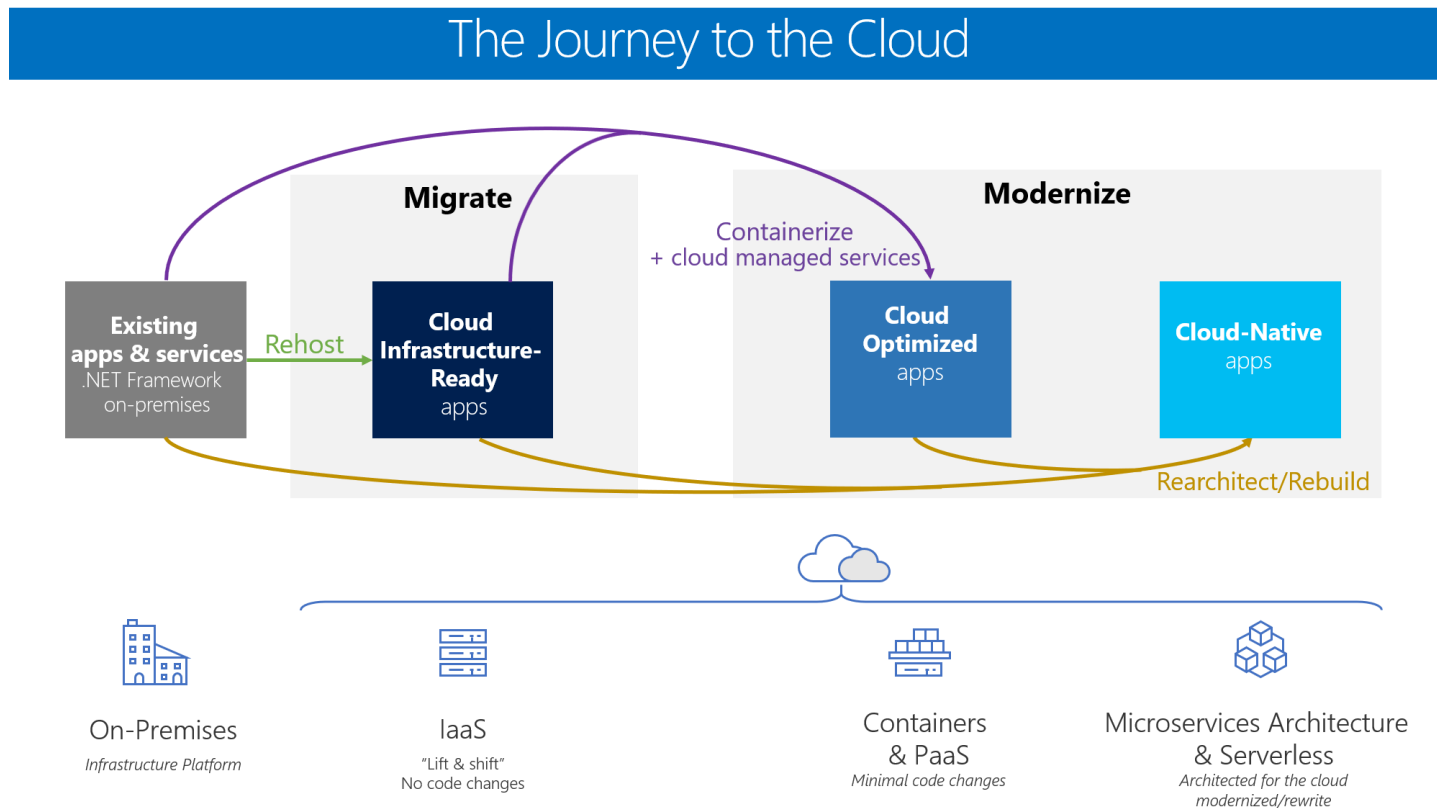 The Journey to the Cloud
Migrate
Modernize
Containerize
+ cloud managed services
Existing
apps & services
.NET Framework
on-premises
Rehost
Cloud
Infrastructure-
Ready
apps
Cloud
Optimized
apps
Cloud-Native
apps
Rearchitect/Rebuild
On-Premises
Infrastructure Platform
IaaS
"Lift & shift"
No code changes
Containers
& PaaS
Minimal code changes
Microservices Architecture
& Serverless
Architected for the cloud
modernized/rewrite